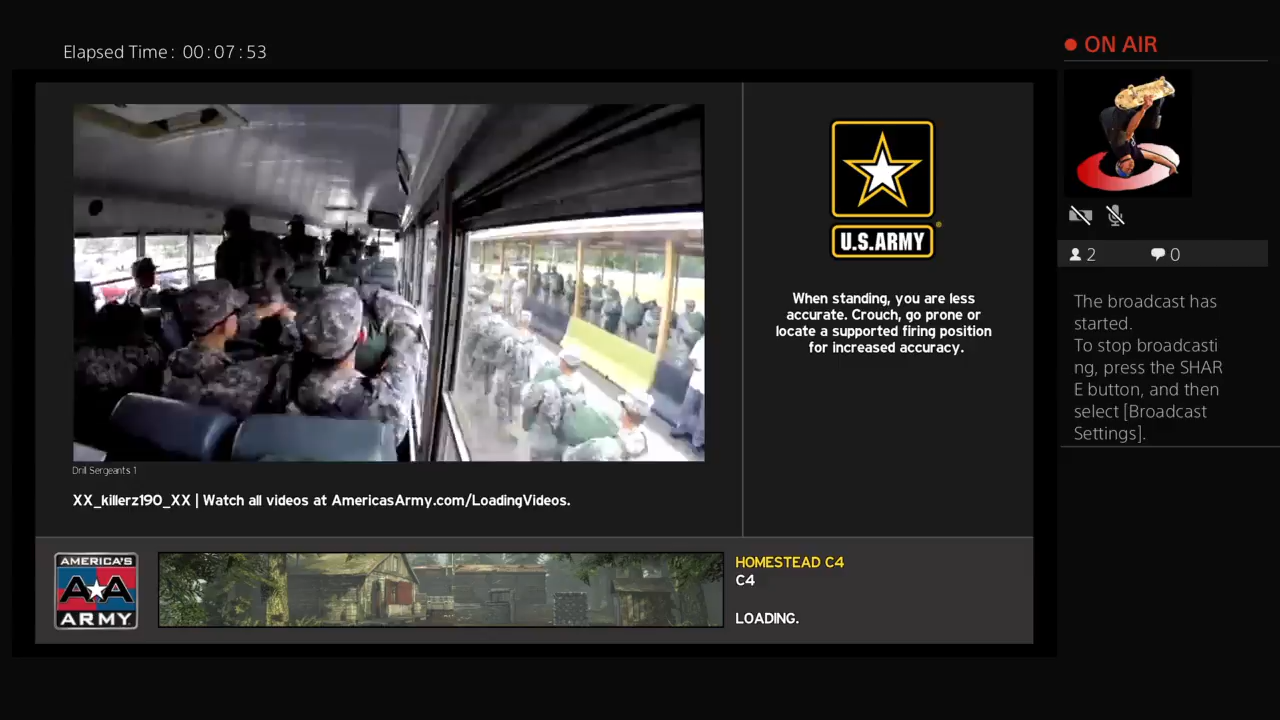 Elapsed Time: 00:07:53
ON AIR
U.S.ARMY
2
0
When standing, you are less
accurate. Crouch, go prone or
locate a supported firing position
for increased accuracy.
The broadcast has
started.
To stop broadcasti
ng, press the SHAR
E button, and then
select [Broadcast
Settings].
Drill Sergeants 1
XX_killerz190_XX | Watch all videos at AmericasArmy.com/LoadingVideos.
AMERICA'S
AA
ARMY
HOMESTEAD C4
C4
LOADING.